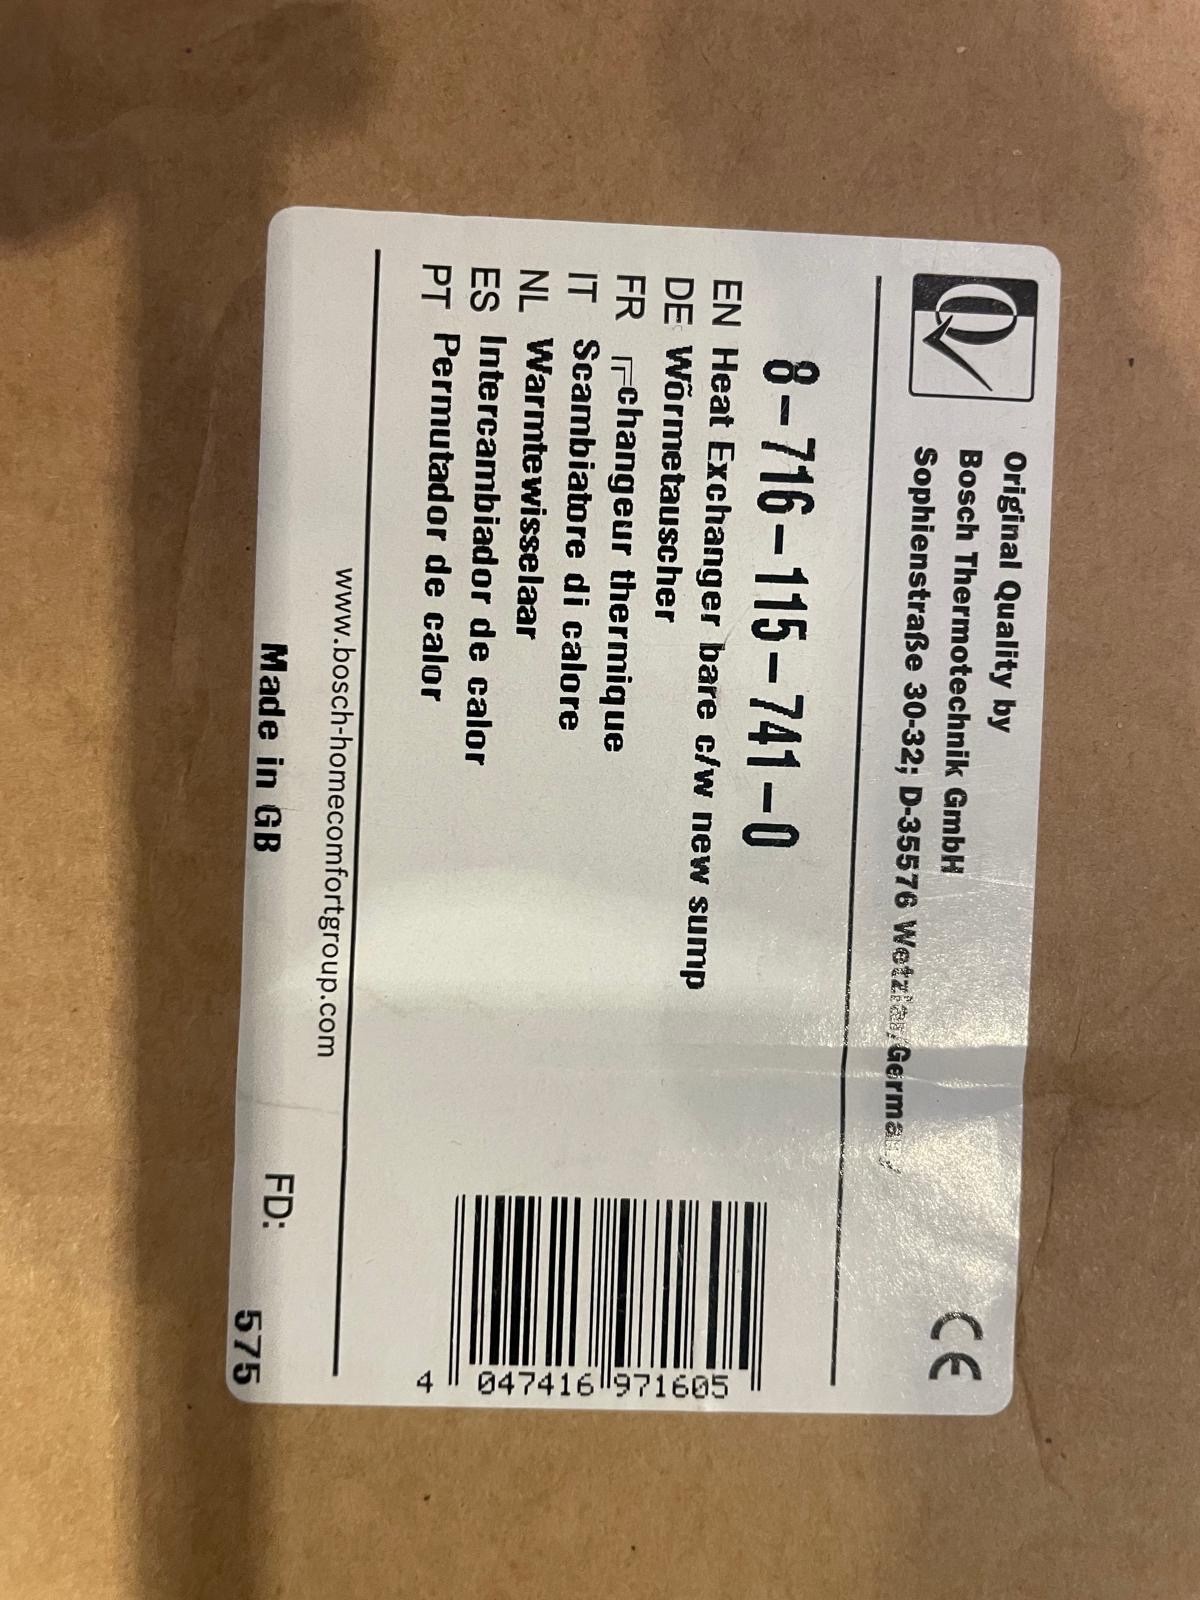 Original Quality by
Bosch Thermotechnik GmbH
Sophienstraße 30-32; D-35576 Wetzlar/Germany
CE
8-716-115-741-0
EN Heat Exchanger bare c/w new sump
DE Wõrmetauscher
FR ┌changeur thermique
IT Scambiatore di calore
NL Warmtewisselaar
ES Intercambiador de calor
PT Permutador de calor
4 047416 971605
www.bosch-homecomfortgroup.com
Made in GB
FD: 575